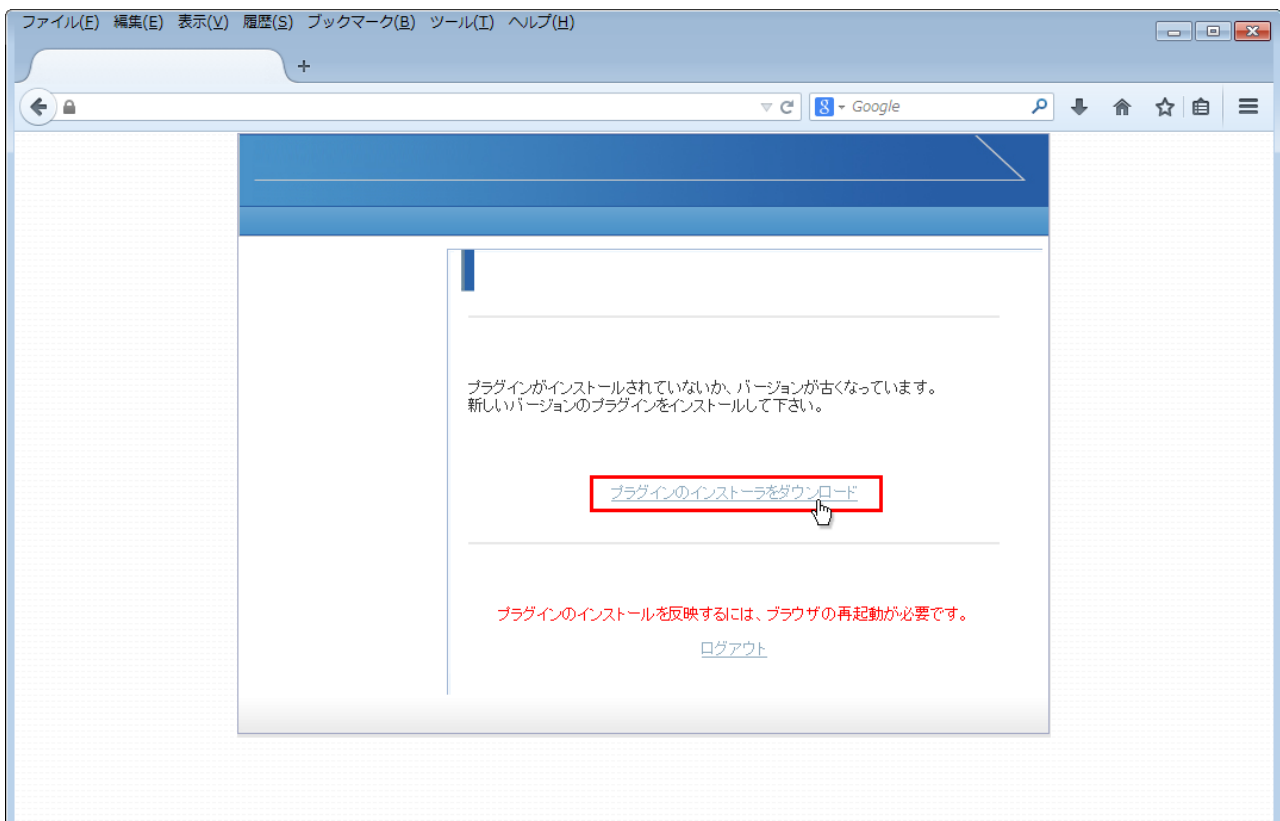 ファイル(F) 編集(E) 表示(V) 履歴(S) ブックマーク(B) ツール(T) ヘルプ(H)
Google
プラグインがインストールされていないか、バージョンが古くなっています。
新しいバージョンのプラグインをインストールして下さい。
プラグインのインストーラをダウンロード
プラグインのインストールを反映するには、ブラウザの再起動が必要です。
ログアウト